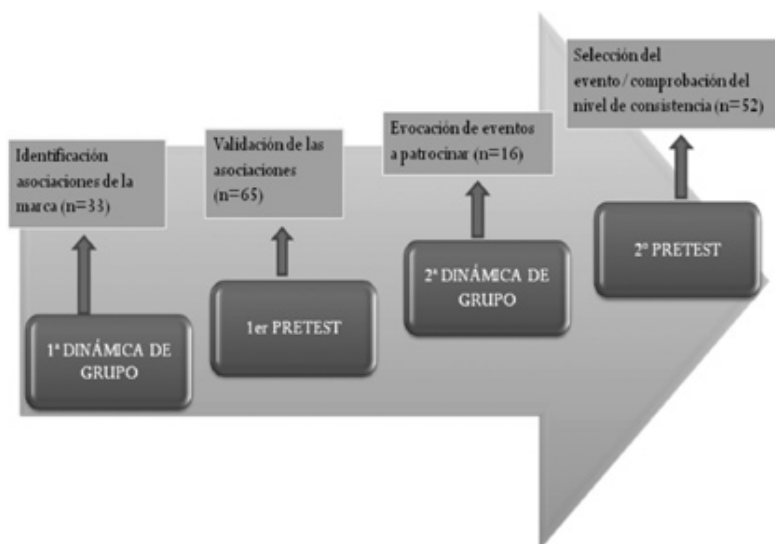 Identificación
asociaciones de la
marca (n=33)
1ª DINÁMICA DE
GRUPO
Validación de las
asociaciones
(n=65)
1er PRETEST
Evocación de eventos
a patrocinar (n=16)
2ª DINÁMICA DE
GRUPO
Selección del
evento / comprobación del
nivel de consistencia (n=52)
2º PRETEST